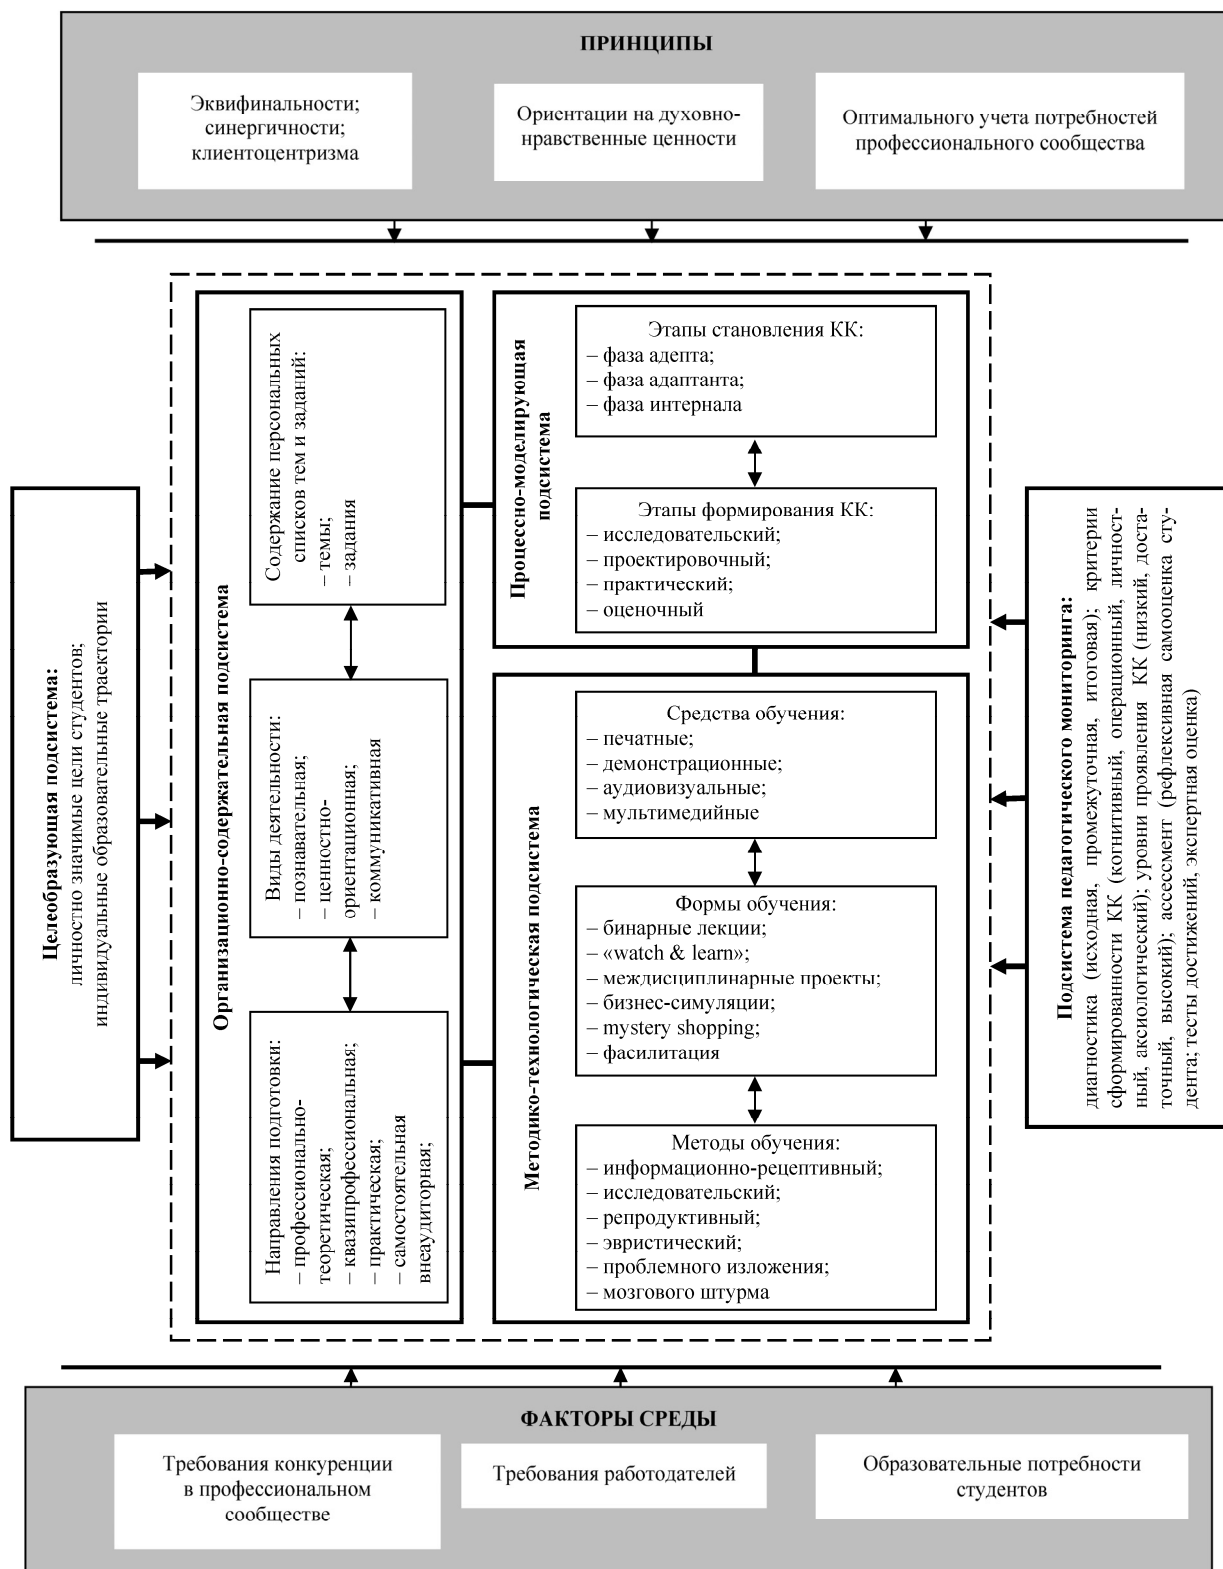 ПРИНЦИПЫ
Эквифинальности;
синергичности;
клиентоцентризма
Ориентации на духовно-
нравственные ценности
Оптимального учета потребностей
профессионального сообщества
Целеобразующая подсистема:
личностно значимые цели студентов;
индивидуальные образовательные траектории
Организационно-содержательная подсистема
Содержание персональных
списков тем и заданий:
– темы;
– задания
Виды деятельности:
– познавательная;
– ценностно-
ориентационная;
– коммуникативная
Направления подготовки:
– профессионально-
теоретическая;
– квазипрофессиональная;
– практическая;
– самостоятельная
внеаудиторная;
Процессно-моделирующая
подсистема
Этапы становления КК:
– фаза адепта;
– фаза адаптанта;
– фаза интернала
Этапы формирования КК:
– исследовательский;
– проектировочный;
– практический;
– оценочный
Методико-технологическая подсистема
Средства обучения:
– печатные;
– демонстрационные;
– аудиовизуальные;
– мультимедийные
Формы обучения:
– бинарные лекции;
– «watch & learn»;
– междисциплинарные проекты;
– бизнес-симуляции;
– mystery shopping;
– фасилитация
Методы обучения:
– информационно-рецептивный;
– исследовательский;
– репродуктивный;
– эвристический;
– проблемного изложения;
– мозгового штурма
Подсистема педагогического мониторинга:
диагностика (исходная, промежуточная, итоговая); критерии
сформированности КК (когнитивный, операционный, личност-
ный, аксиологический); уровни проявления КК (низкий, доста-
точный, высокий); ассессмент (рефлексивная самооценка сту-
дента; тесты достижений, экспертная оценка)
ФАКТОРЫ СРЕДЫ
Требования конкуренции
в профессиональном
сообществе
Требования работодателей
Образовательные потребности
студентов